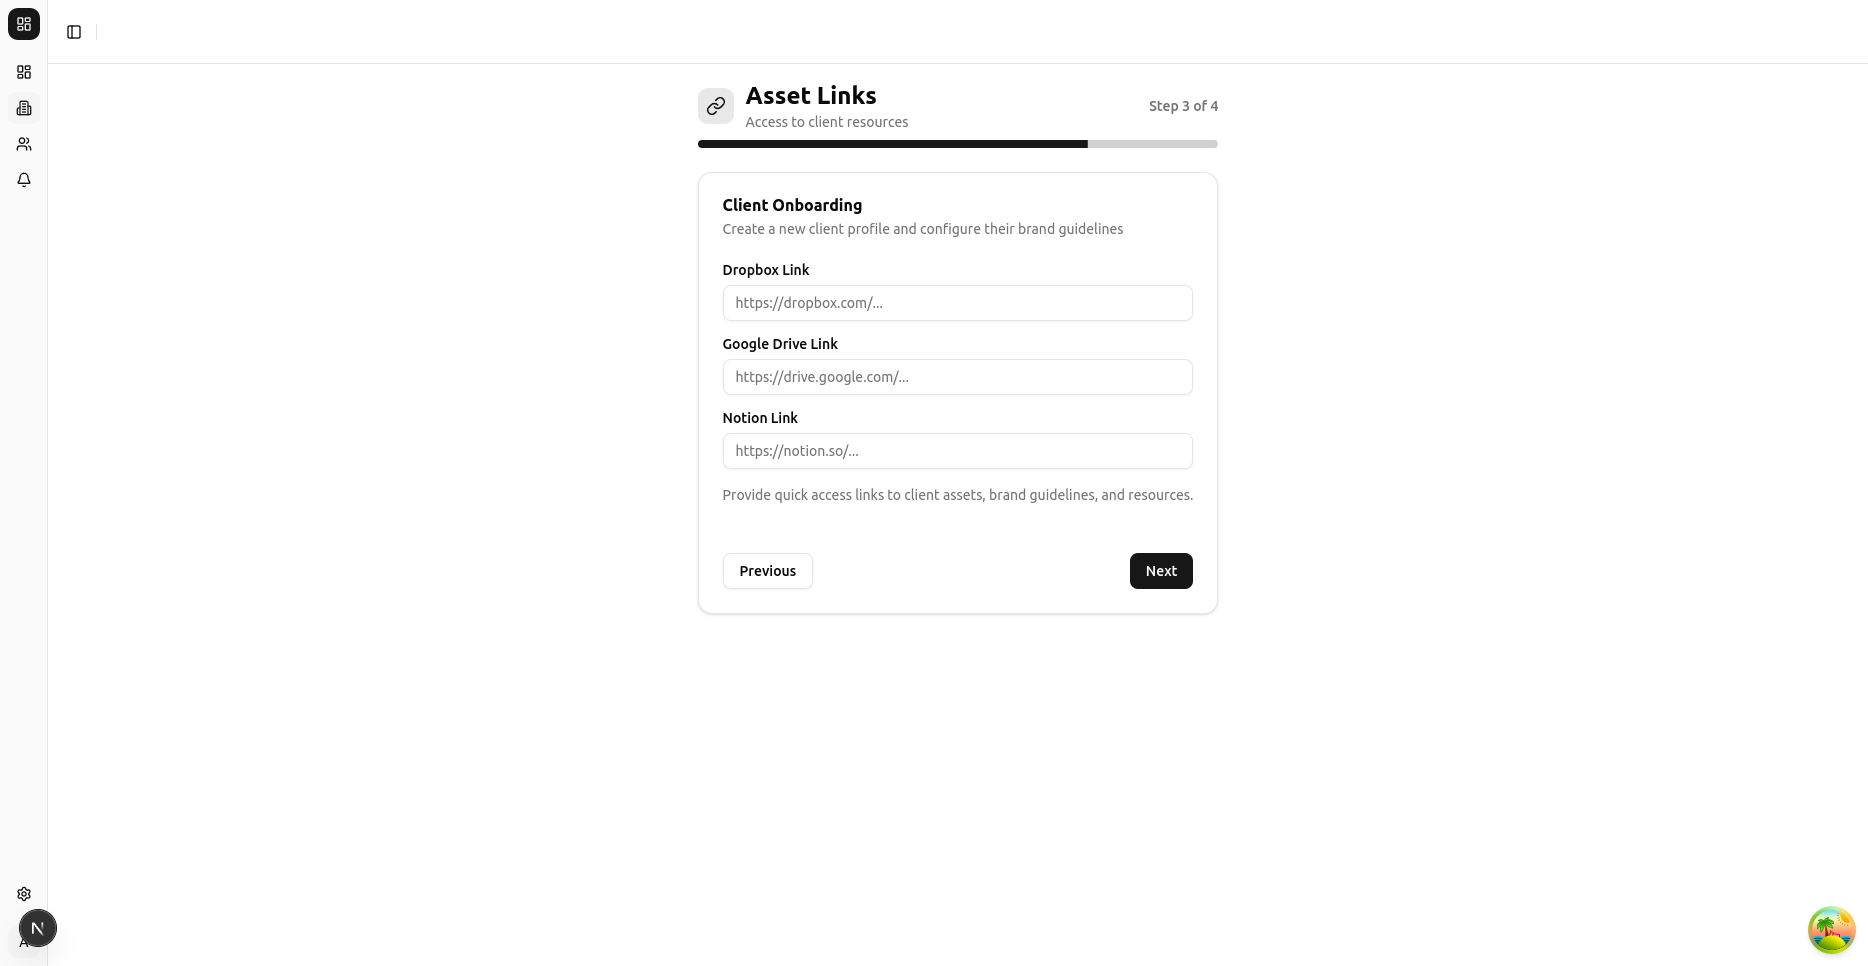 Asset Links
Access to client resources
Step 3 of 4
Client Onboarding
Create a new client profile and configure their brand guidelines
Dropbox Link
https://dropbox.com/...
Google Drive Link
https://drive.google.com/...
Notion Link
https://notion.so/...
Provide quick access links to client assets, brand guidelines, and resources.
Previous
Next
N
A